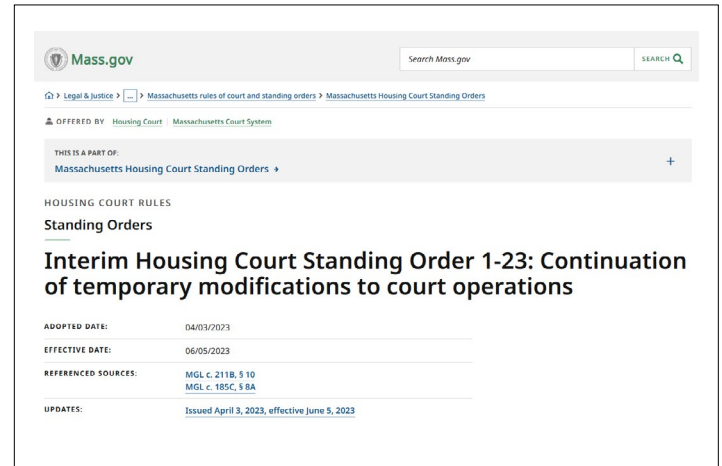 Mass.gov
Search Mass.gov
SEARCH
> Legal & Justice > ... > Massachusetts rules of court and standing orders > Massachusetts Housing Court Standing Orders
OFFERED BY Housing Court Massachusetts Court System
THIS IS A PART OF:
Massachusetts Housing Court Standing Orders
HOUSING COURT RULES
Standing Orders
Interim Housing Court Standing Order 1-23: Continuation
of temporary modifications to court operations
ADOPTED DATE: 04/03/2023
EFFECTIVE DATE: 06/05/2023
REFERENCED SOURCES: MGL c. 211B, § 10
MGL c. 185C, § 8A
UPDATES: Issued April 3, 2023, effective June 5, 2023